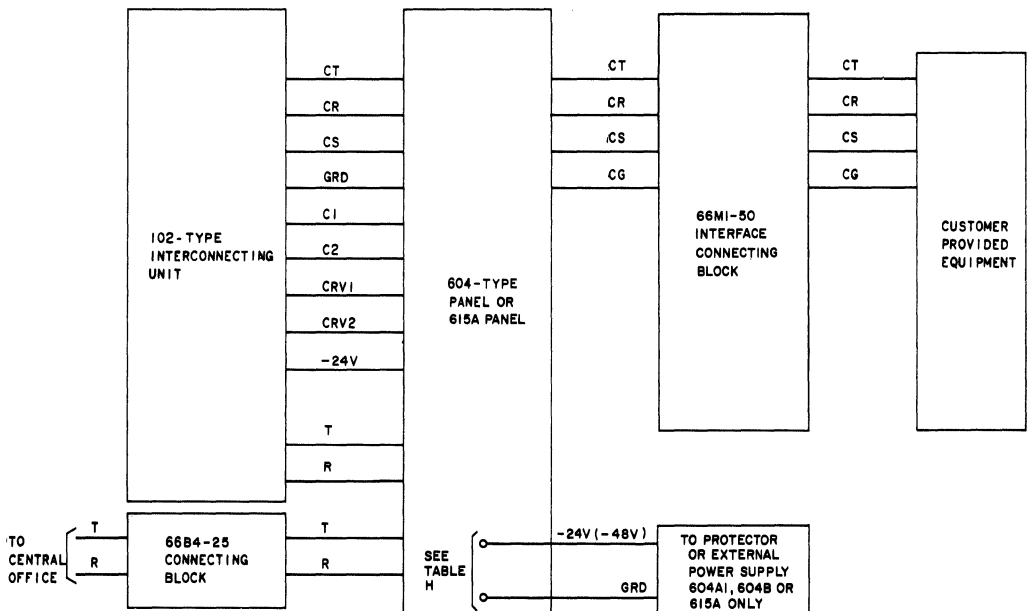 CT
CR
CS
GRD
C1
C2
CRV1
CRV2
-24V
T
R
102-TYPE
INTERCONNECTING
UNIT
604-TYPE
PANEL OR
615A PANEL
CT
CR
CS
CG
66M1-50
INTERFACE
CONNECTING
BLOCK
CT
CR
CS
CG
CUSTOMER
PROVIDED
EQUIPMENT
TO
CENTRAL
OFFICE
T
R
66B4-25
CONNECTING
BLOCK
T
R
SEE
TABLE
H
-24V (-48V)
GRD
TO PROTECTOR
OR EXTERNAL
POWER SUPPLY
604A1, 604B OR
615A ONLY